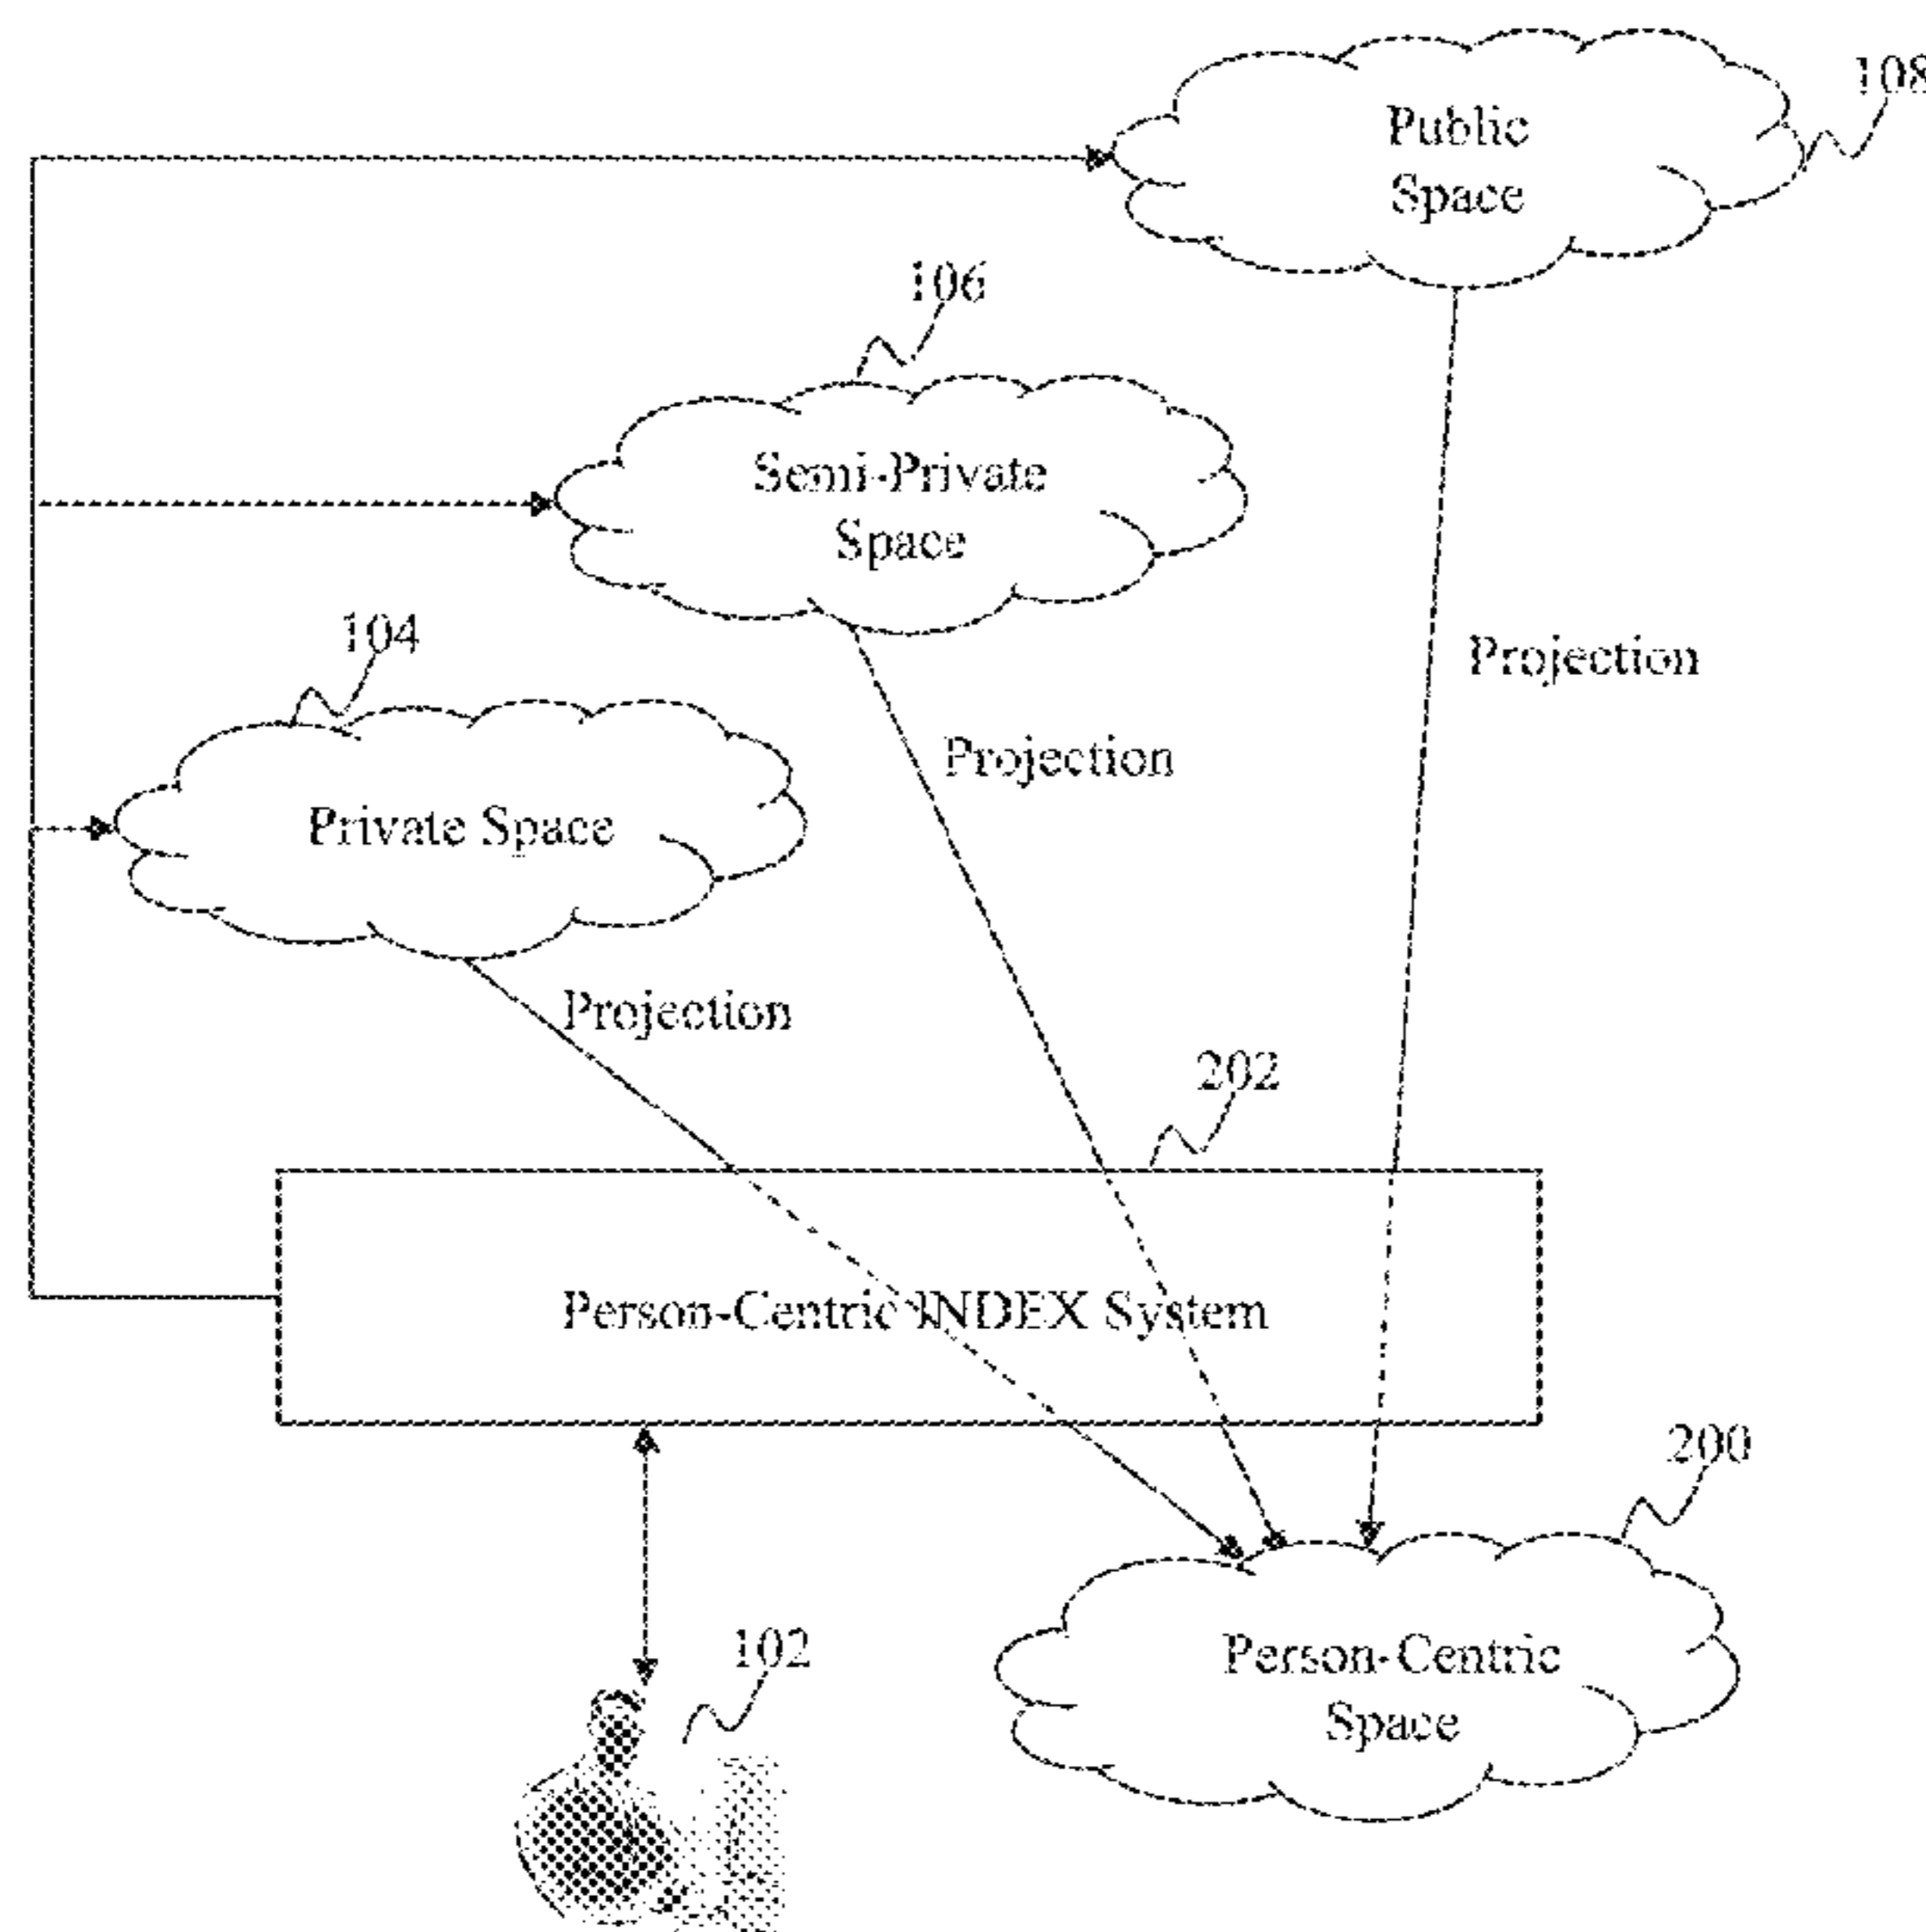 108
Public
Space
106
Semi-Private
Space
104
Projection
Projection
Private Space
Projection
202
Person-Centric INDEX System
200
102
Person-Centric
Space